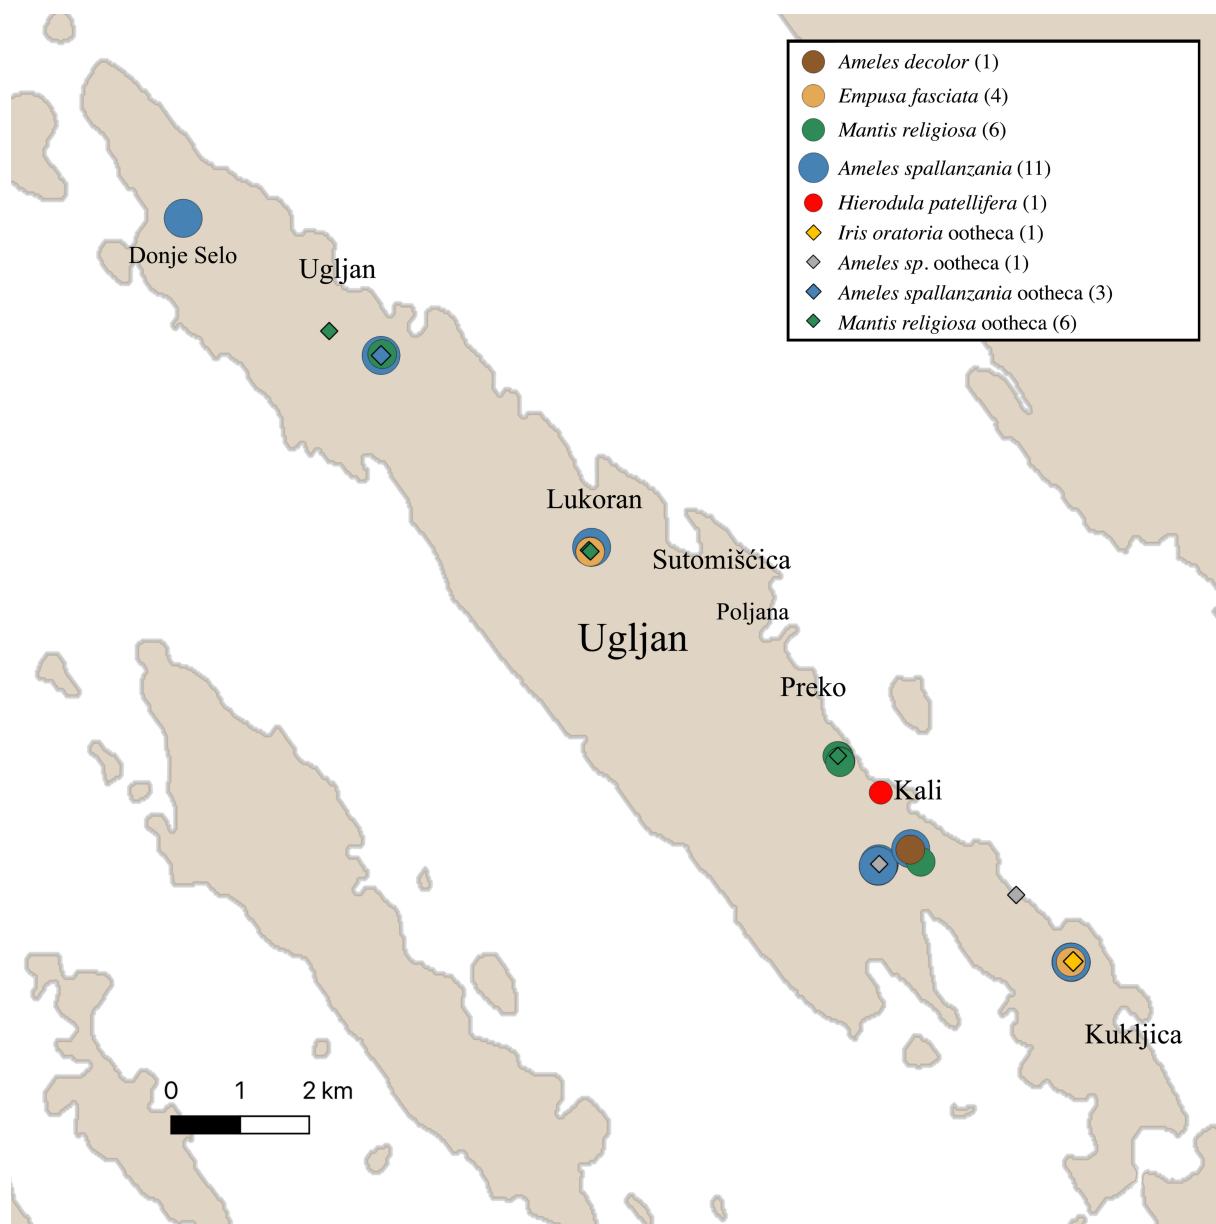 Ameles decolor (1)
Empusa fasciata (4)
Mantis religiosa (6)
Ameles spallanzania (11)
Hierodula patellifera (1)
Iris oratoria ootheca (1)
Ameles sp. ootheca (1)
Ameles spallanzania ootheca (3)
Mantis religiosa ootheca (6)
Donje Selo
Ugljan
Lukoran
Sutomišćica
Poljana
Ugljan
Preko
Kali
Kukljica
0 1 2 km